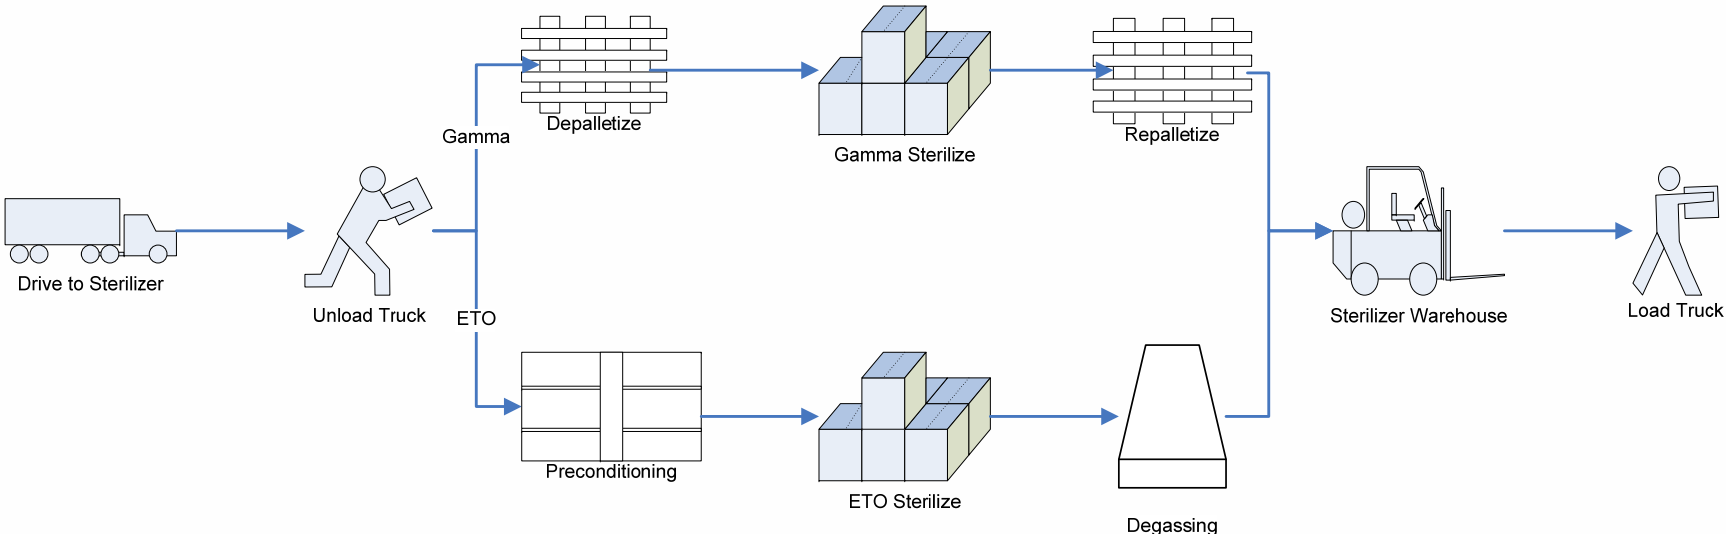 Depalletize
Gamma
Gamma Sterilize
Repalletize
Drive to Sterilizer
Unload Truck
ETO
Sterilizer Warehouse
Load Truck
Preconditioning
ETO Sterilize
Degassing